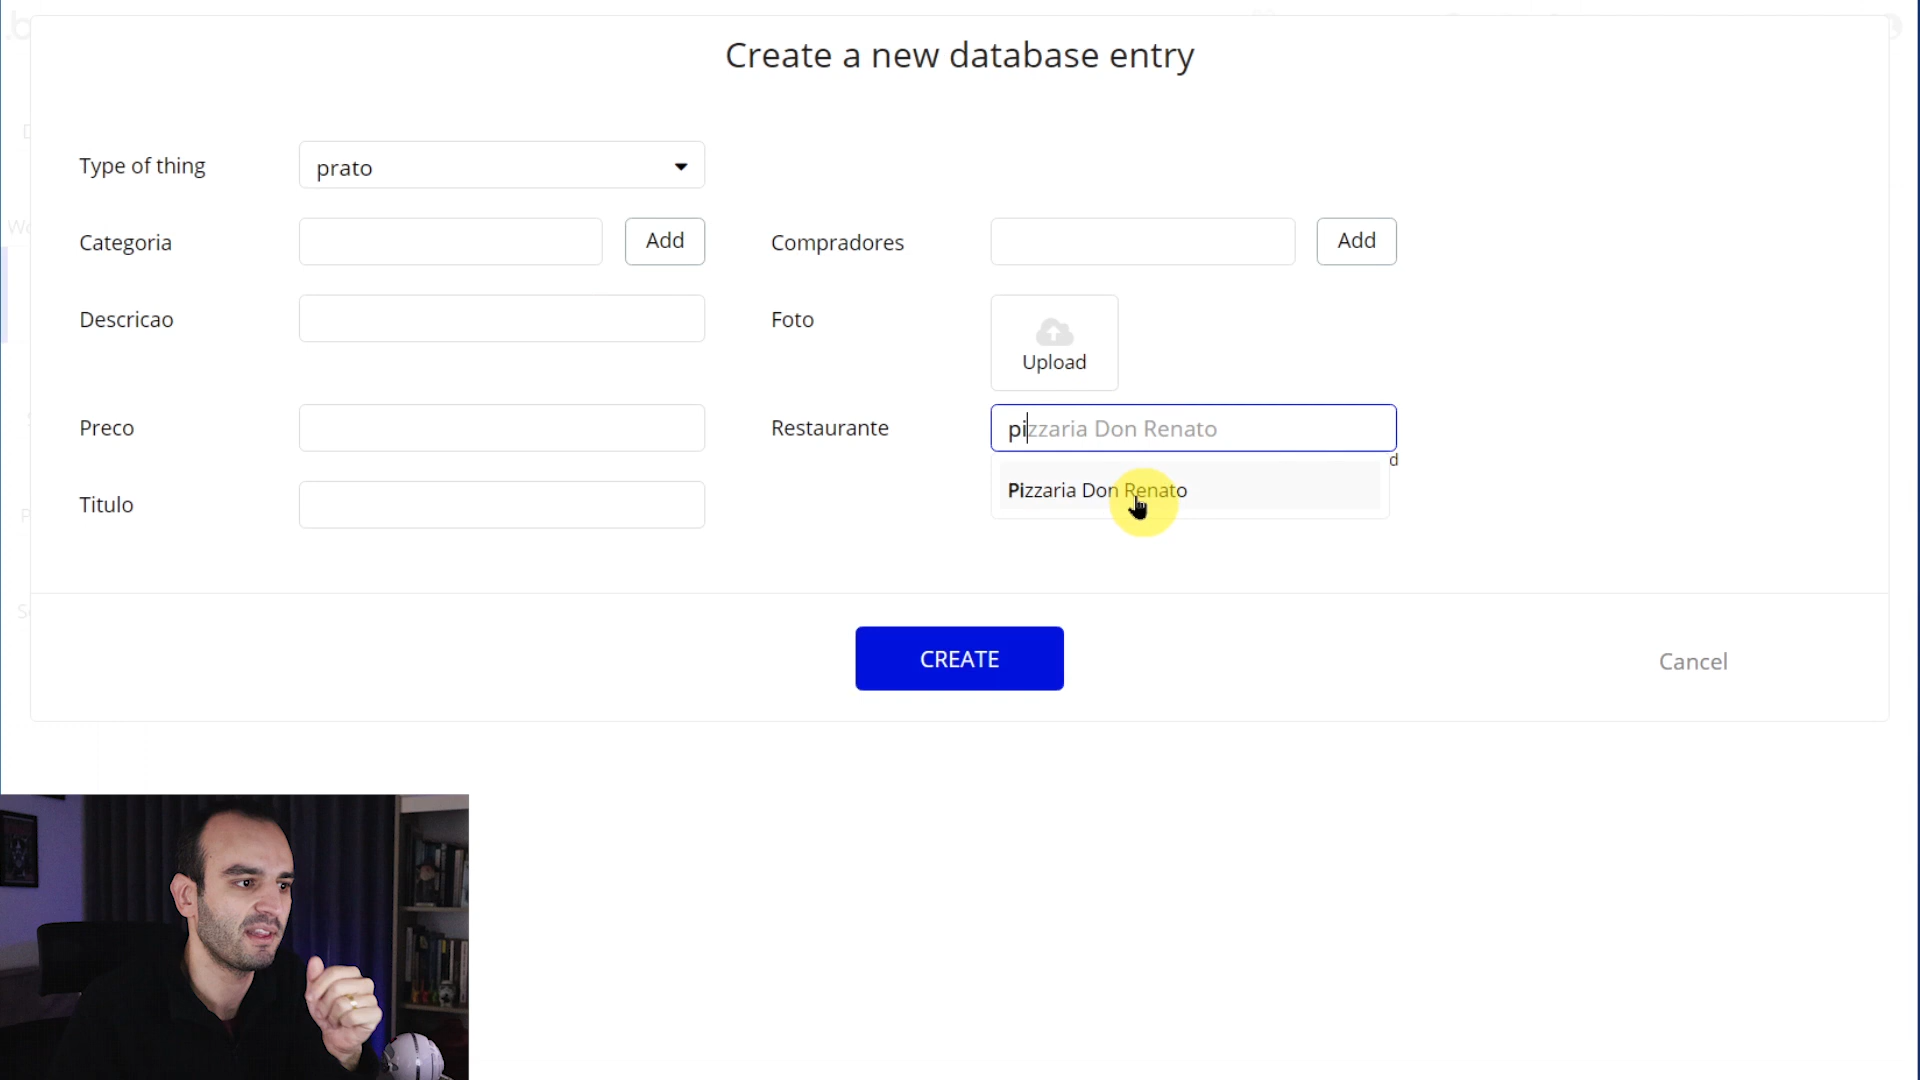 Create a new database entry
Type of thing
prato
Categoria
Add
Compradores
Add
Descricao
Foto
Upload
Preco
Restaurante
pizzaria Don Renato
d
Pizzaria Don Renato
Titulo
CREATE
Cancel